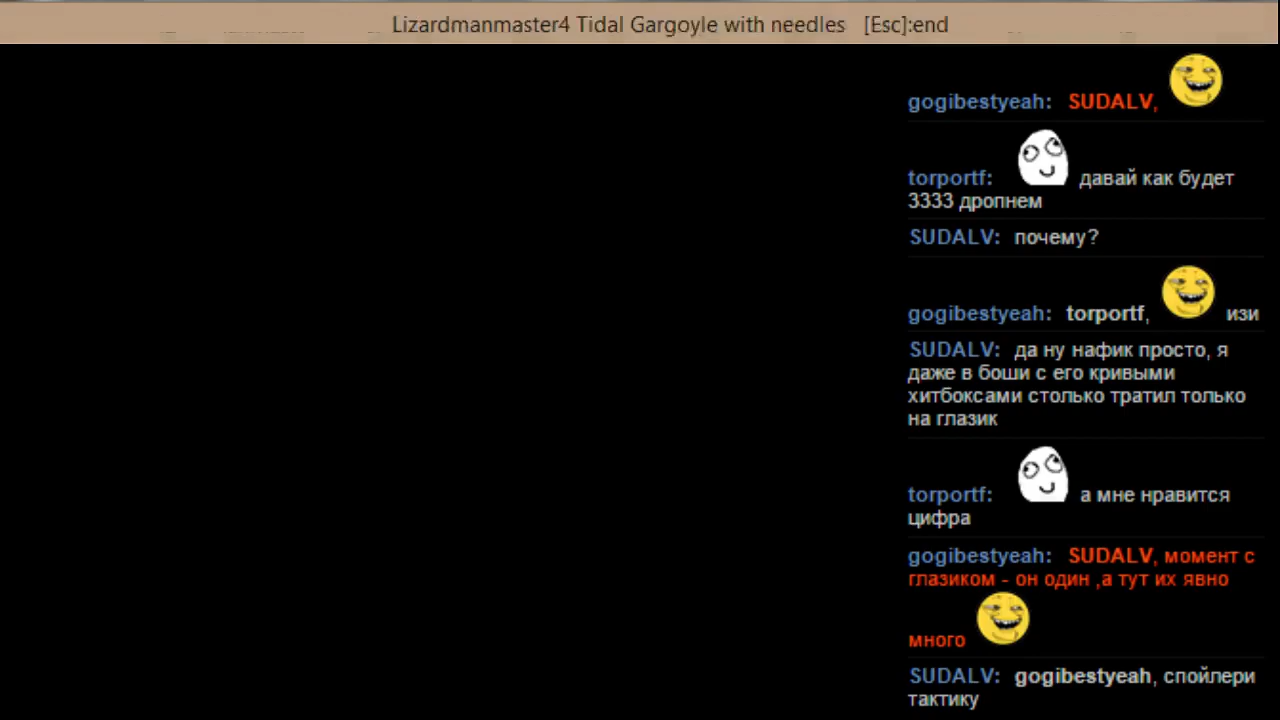 Lizardmanmaster4 Tidal Gargoyle with needles [Esc]:end
gogibestyeah: SUDALV,
torportf: давай как будет
3333 дропнем
SUDALV: почему?
gogibestyeah: torportf, изи
SUDALV: да ну нафик просто, я
даже в боши с его кривыми
хитбоксами столько тратил только
на глазик
torportf: а мне нравится
цифра
gogibestyeah: SUDALV, момент с
глазиком - он один ,а тут их явно
много
SUDALV: gogibestyeah, спойлери
тактику